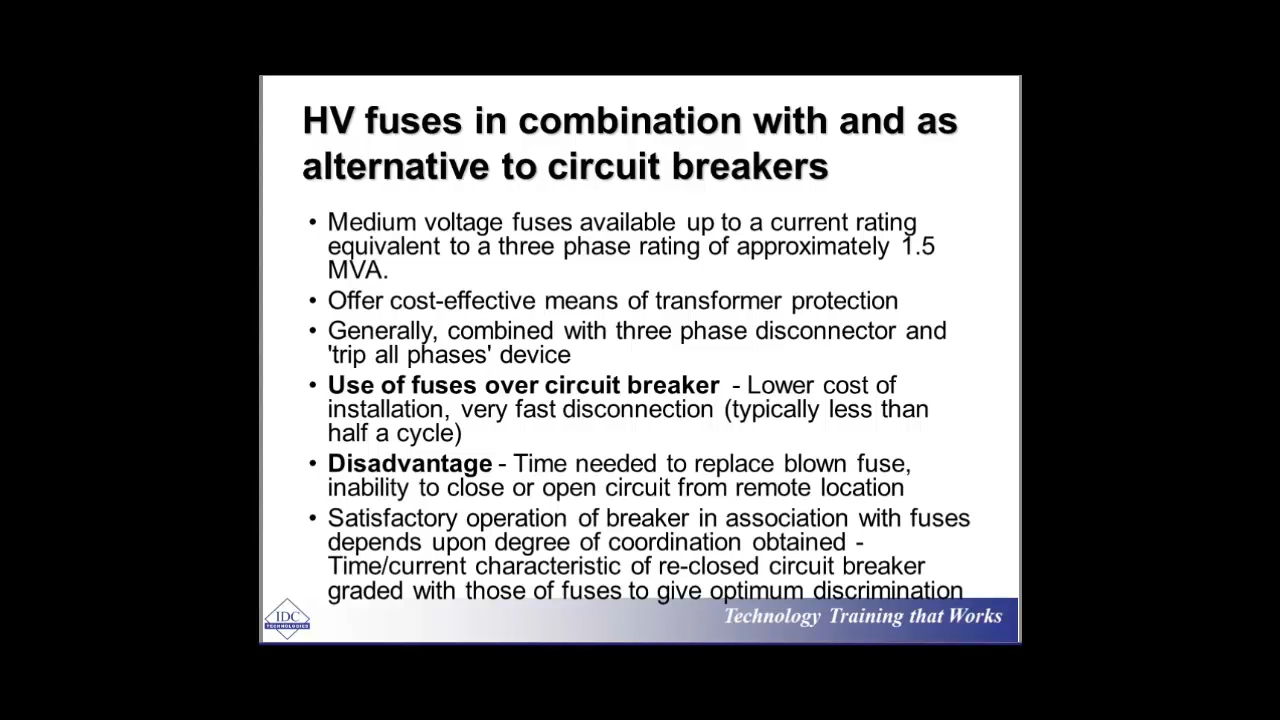 HV fuses in combination with and as
alternative to circuit breakers
• Medium voltage fuses available up to a current rating
equivalent to a three phase rating of approximately 1.5
MVA.
• Offer cost-effective means of transformer protection
• Generally, combined with three phase disconnector and
'trip all phases' device
• Use of fuses over circuit breaker - Lower cost of
installation, very fast disconnection (typically less than
half a cycle)
• Disadvantage - Time needed to replace blown fuse,
inability to close or open circuit from remote location
• Satisfactory operation of breaker in association with fuses
depends upon degree of coordination obtained -
Time/current characteristic of re-closed circuit breaker
graded with those of fuses to give optimum discrimination
IDC
TECHNOLOGIES
Technology Training that Works